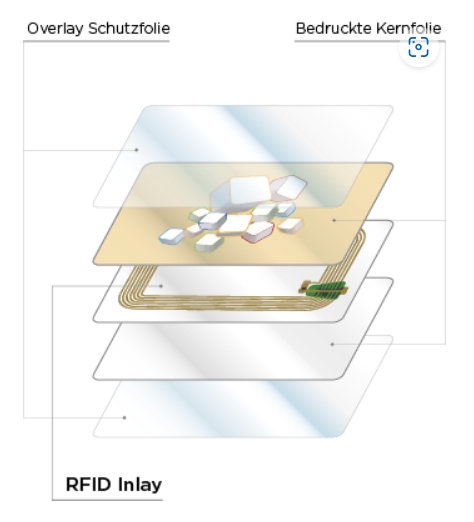 Overlay Schutzfolie
Bedruckte Kernfolie
RFID Inlay